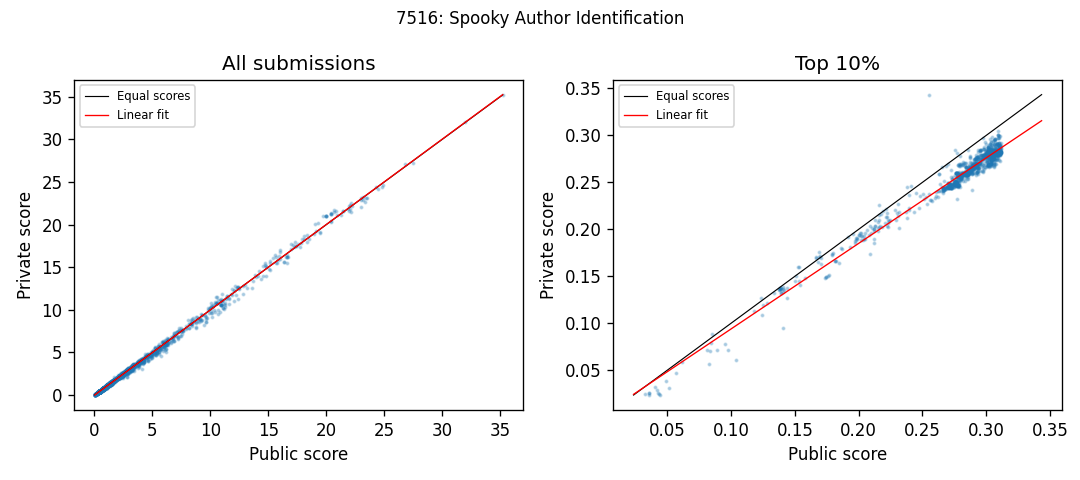 7516: Spooky Author Identification
All submissions
Equal scores
Linear fit
35
30
25
20
15
10
5
0
Private score
0 5 10 15 20 25 30 35
Public score
Top 10%
Equal scores
Linear fit
0.35
0.30
0.25
0.20
0.15
0.10
0.05
Private score
0.05 0.10 0.15 0.20 0.25 0.30 0.35
Public score